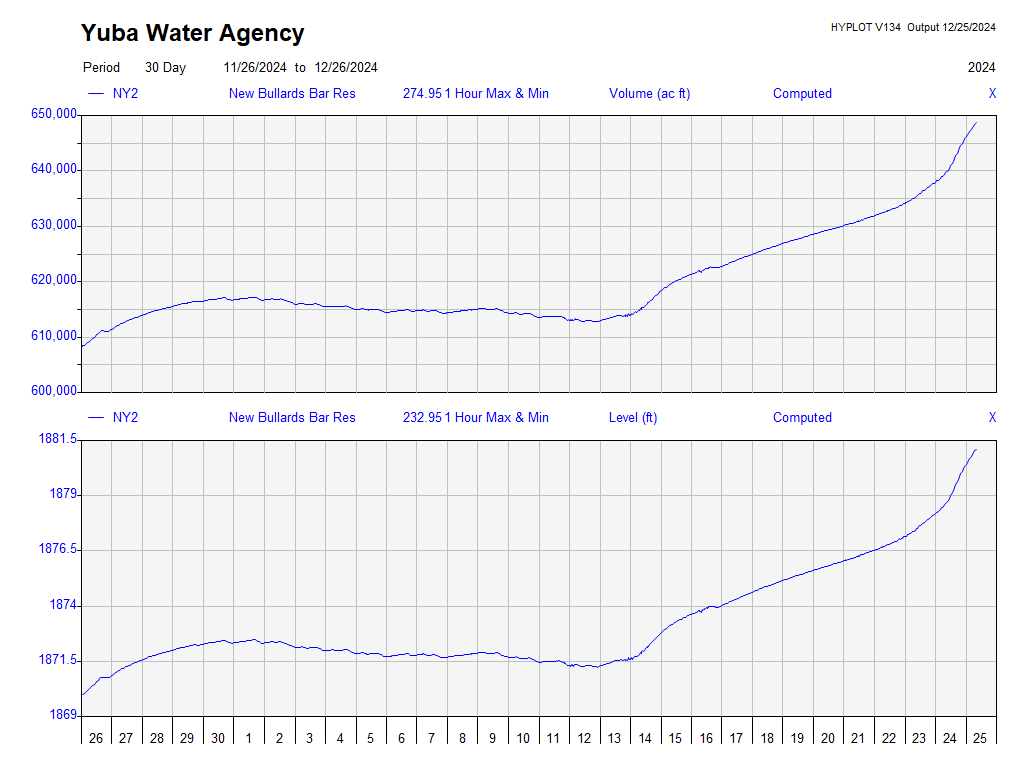 Yuba Water Agency
HYPLOT V134 Output 12/25/2024
Period 30 Day 11/26/2024 to 12/26/2024 2024
NY2 New Bullards Bar Res 274.95 1 Hour Max & Min Volume (ac ft) Computed X
650,000
640,000
630,000
620,000
610,000
600,000
NY2 New Bullards Bar Res 232.95 1 Hour Max & Min Level (ft) Computed X
1881.5
1879
1876.5
1874
1871.5
1869
26 27 28 29 30 1 2 3 4 5 6 7 8 9 10 11 12 13 14 15 16 17 18 19 20 21 22 23 24 25